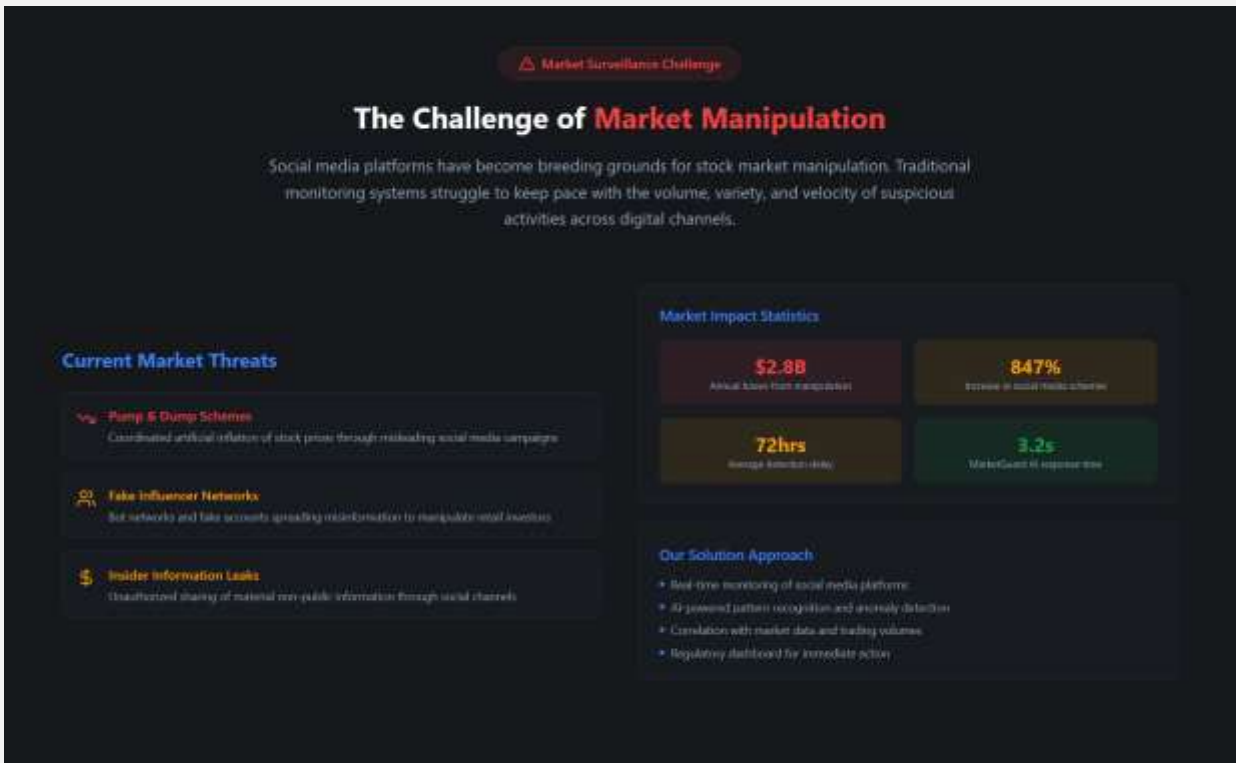 Market Surveillance Challenge
The Challenge of Market Manipulation
Social media platforms have become breeding grounds for stock market manipulation. Traditional
monitoring systems struggle to keep pace with the volume, variety, and velocity of suspicious
activities across digital channels.
Current Market Threats
Pump & Dump Schemes
Coordinated artificial inflation of stock prices through misleading social media campaigns
Fake Influencer Networks
Bot networks and fake accounts spreading misinformation to manipulate retail investors
Insider Information Leaks
Unauthorized sharing of material non-public information through social channels
Market Impact Statistics
$2.8B
Annual losses from manipulation
847%
Increase in social media schemes
72hrs
Average detection delay
3.2s
MarketGuard AI response time
Our Solution Approach
• Real-time monitoring of social media platforms
• AI-powered pattern recognition and anomaly detection
• Correlation with market data and trading volumes
• Regulatory dashboard for immediate action